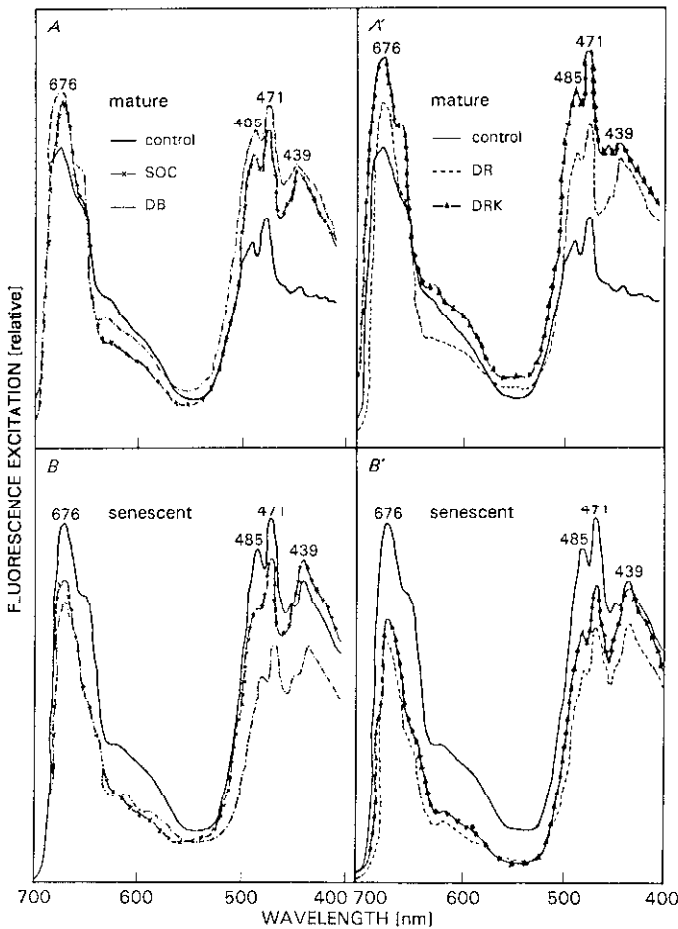 A
676
mature
control
SOC
DB
485
471
439
A'
676
mature
control
DR
DRK
485
471
439
B
676
senescent
485
471
439
B'
676
senescent
485
471
439
FLUORESCENCE EXCITATION [relative]
700 600 500 400
700 600 500 400
WAVELENGTH [nm]